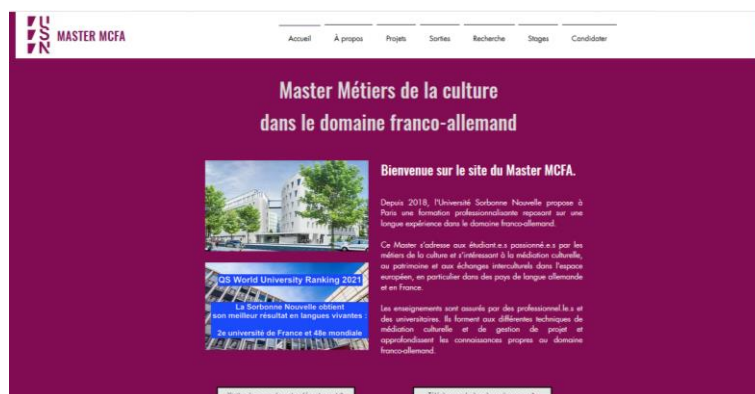 USN MASTER MCFA
Accueil À propos Projets Sorties Recherche Stages Candidater
Master Métiers de la culture
dans le domaine franco-allemand
Bienvenue sur le site du Master MCFA.
Depuis 2018, l'Université Sorbonne Nouvelle propose à
Paris une formation professionnalisante reposant sur une
longue expérience dans le domaine franco-allemand.
Ce Master s'adresse aux étudiant.e.s passionné.e.s par les
métiers de la culture et s'intéressant à la médiation culturelle,
au patrimoine et aux échanges interculturels dans l'espace
européen, en particulier dans des pays de langue allemande
et en France.
Les enseignements sont assurés par des professionnel.le.s et
des universitaires. Ils forment aux différentes techniques de
médiation culturelle et de gestion de projet et
approfondissent les connaissances propres au domaine
franco-allemand.
QS World University Ranking 2021
La Sorbonne Nouvelle obtient
son meilleur résultat en langues vivantes :
2e université de France et 48e mondiale